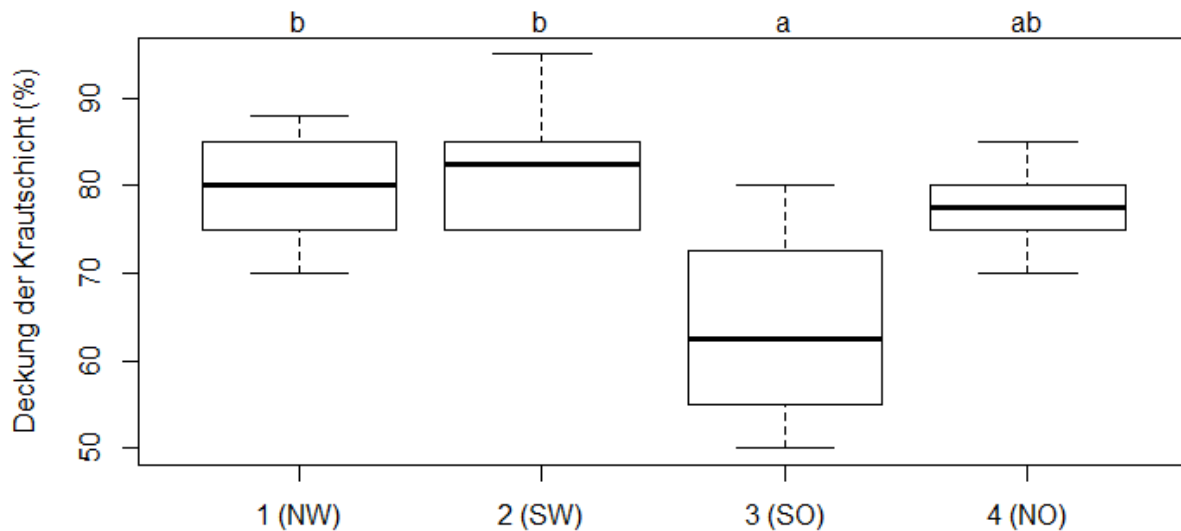 b b a ab
Deckung der Krautschicht (%)
90
80
70
60
50
1 (NW) 2 (SW) 3 (SO) 4 (NO)